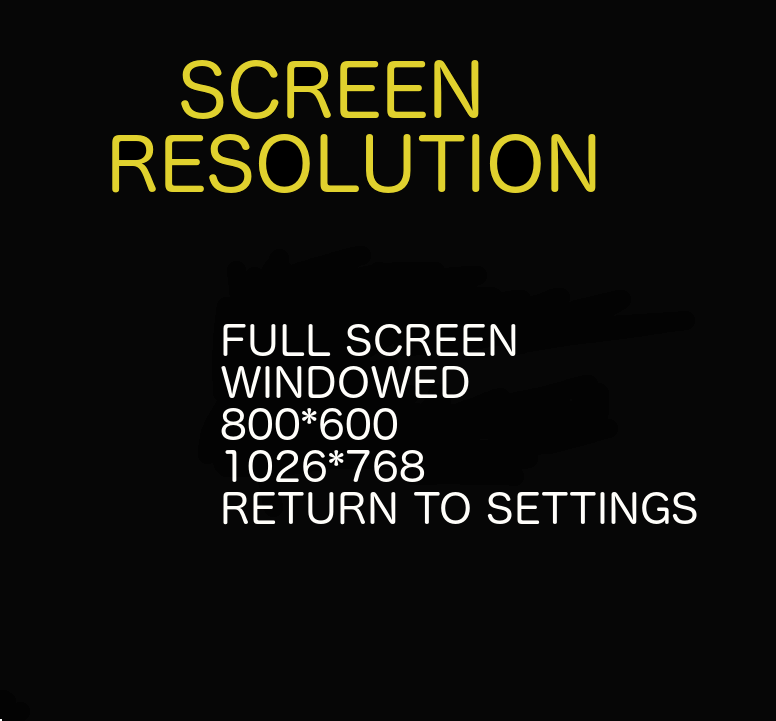 SCREEN
RESOLUTION
FULL SCREEN
WINDOWED
800*600
1026*768
RETURN TO SETTINGS